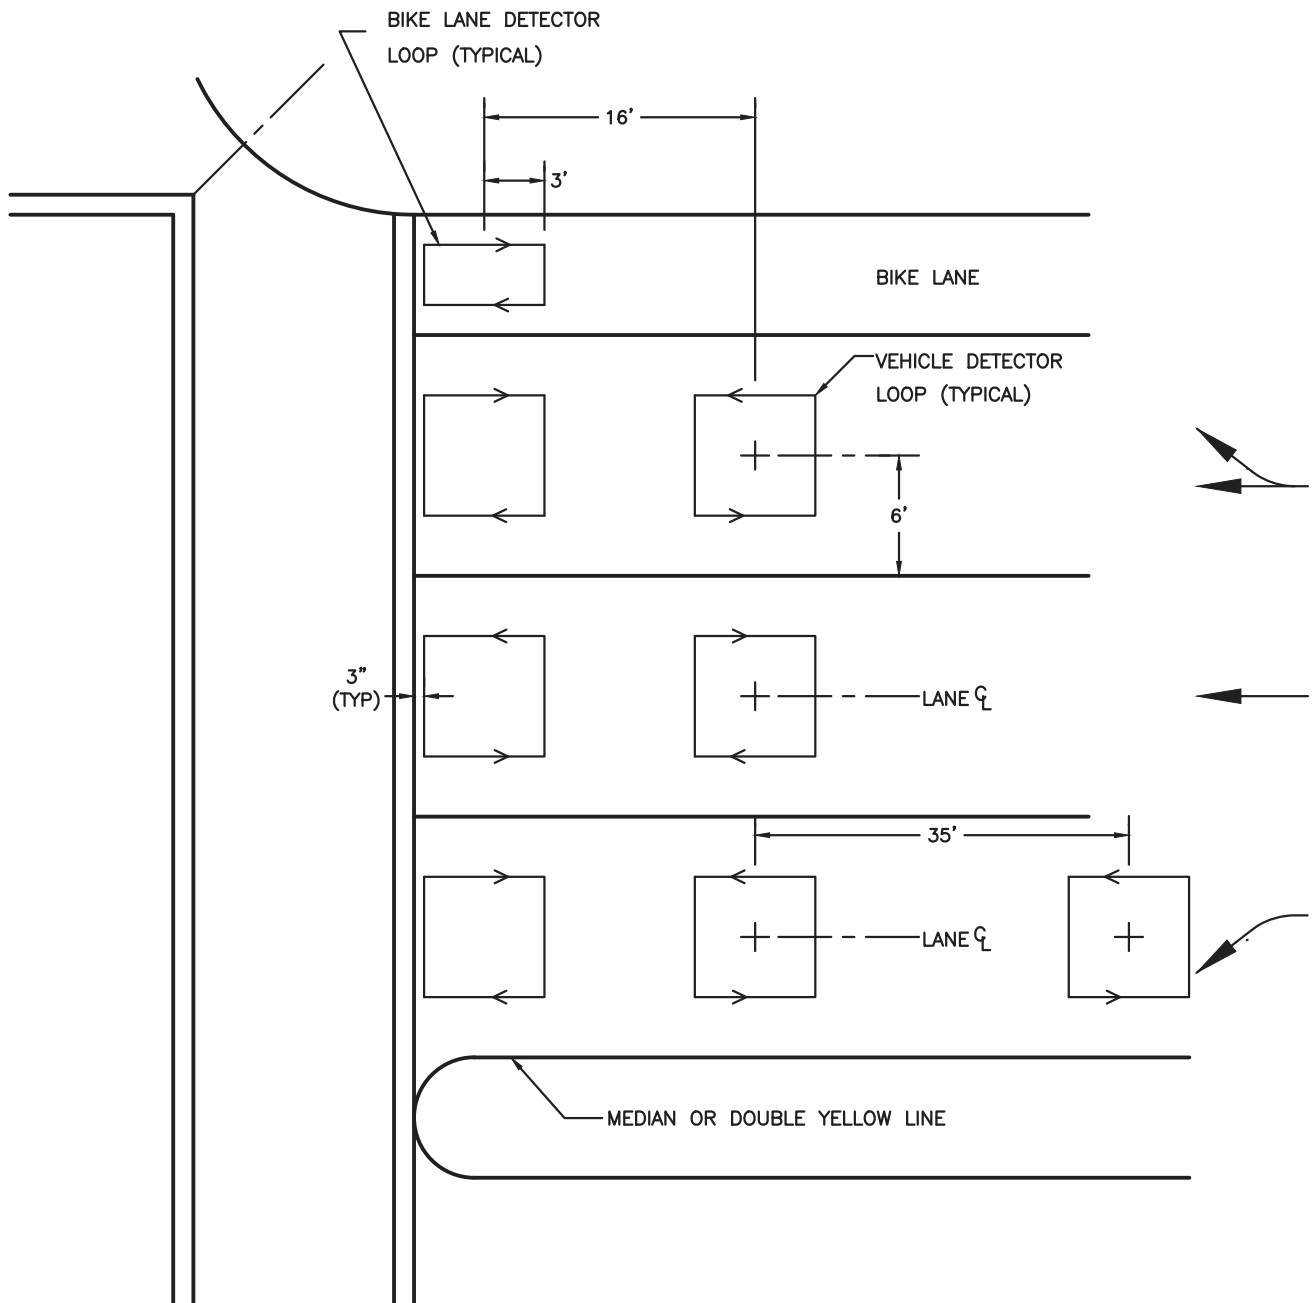 BIKE LANE DETECTOR
LOOP (TYPICAL)
16'
3'
BIKE LANE
VEHICLE DETECTOR
LOOP (TYPICAL)
6'
3"
(TYP)
LANE ℄
35'
LANE ℄
MEDIAN OR DOUBLE YELLOW LINE